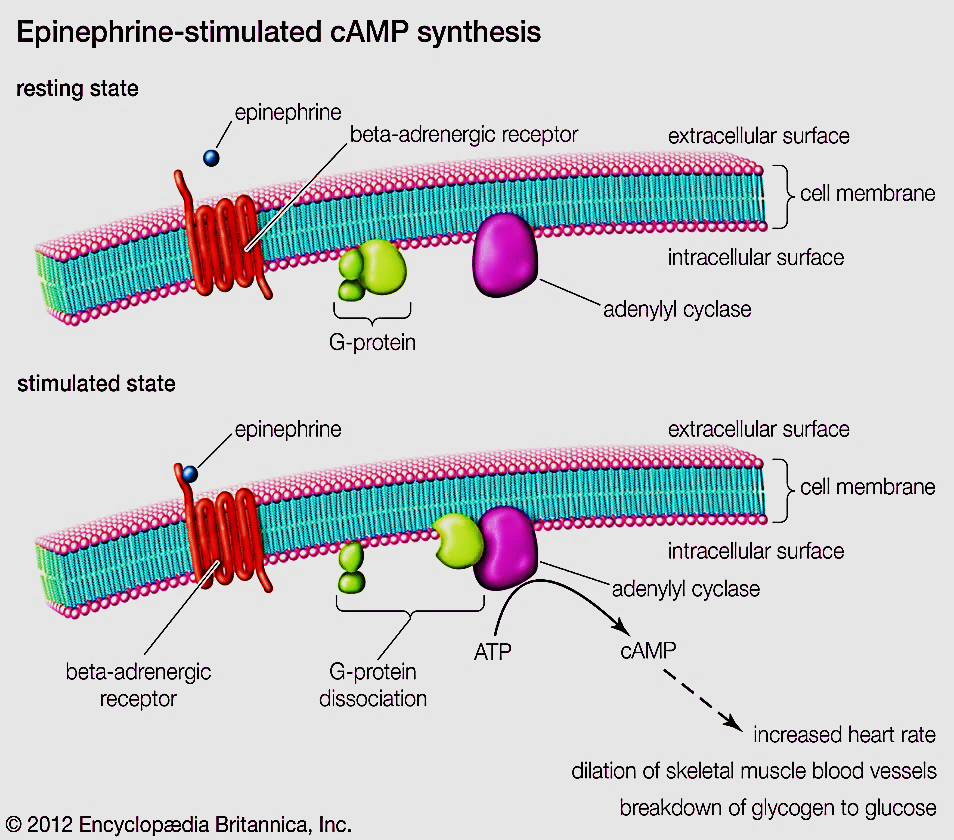 Epinephrine-stimulated cAMP synthesis
resting state
epinephrine
beta-adrenergic receptor
extracellular surface
cell membrane
intracellular surface
adenylyl cyclase
G-protein
stimulated state
epinephrine
extracellular surface
cell membrane
intracellular surface
adenylyl cyclase
ATP
cAMP
beta-adrenergic
receptor
G-protein
dissociation
increased heart rate
dilation of skeletal muscle blood vessels
breakdown of glycogen to glucose
© 2012 Encyclopædia Britannica, Inc.